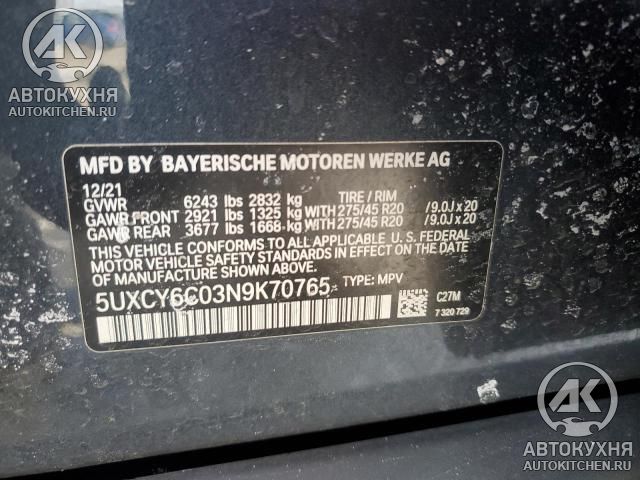 AK
АВТОКУХНЯ
AUTOKITCHEN.RU
MFD BY BAYERISCHE MOTOREN WERKE AG
12/21 TIRE / RIM
GVWR 6243 lbs 2832 kg
GAWR FRONT 2921 lbs 1325 kg WITH 275/45 R20 /9.0J x 20
GAWR REAR 3677 lbs 1668 kg WITH 275/45 R20 /9.0J x 20
THIS VEHICLE CONFORMS TO ALL APPLICABLE U.S. FEDERAL
MOTOR VEHICLE SAFETY STANDARDS IN EFFECT ON THE DATE
OF MANUFACTURE SHOWN ABOVE.
5UXCY6C03N9K70765 TYPE: MPV
C27M
7 320 729
AK
АВТОКУХНЯ
AUTOKITCHEN.RU